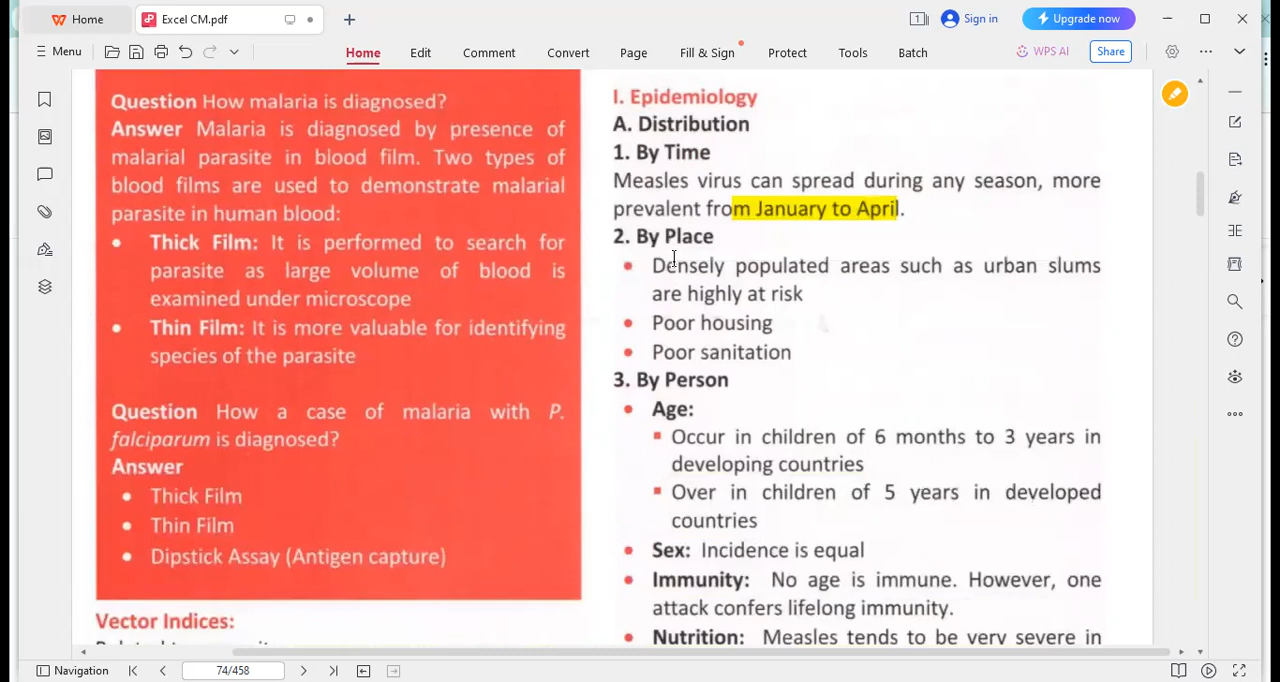 Home
Excel CM.pdf
Sign in
Upgrade now
Menu
Home Edit Comment Convert Page Fill & Sign Protect Tools Batch
WPS AI
Share
Question How malaria is diagnosed?
Answer Malaria is diagnosed by presence of
malarial parasite in blood film. Two types of
blood films are used to demonstrate malarial
parasite in human blood:
• Thick Film: It is performed to search for
parasite as large volume of blood is
examined under microscope
• Thin Film: It is more valuable for identifying
species of the parasite
Question How a case of malaria with P.
falciparum is diagnosed?
Answer
• Thick Film
• Thin Film
• Dipstick Assay (Antigen capture)
Vector Indices:
I. Epidemiology
A. Distribution
1. By Time
Measles virus can spread during any season, more
prevalent from January to April.
2. By Place
• Densely populated areas such as urban slums
are highly at risk
• Poor housing
• Poor sanitation
3. By Person
• Age:
▪ Occur in children of 6 months to 3 years in
developing countries
▪ Over in children of 5 years in developed
countries
• Sex: Incidence is equal
• Immunity: No age is immune. However, one
attack confers lifelong immunity.
• Nutrition: Measles tends to be very severe in
Navigation
74/458